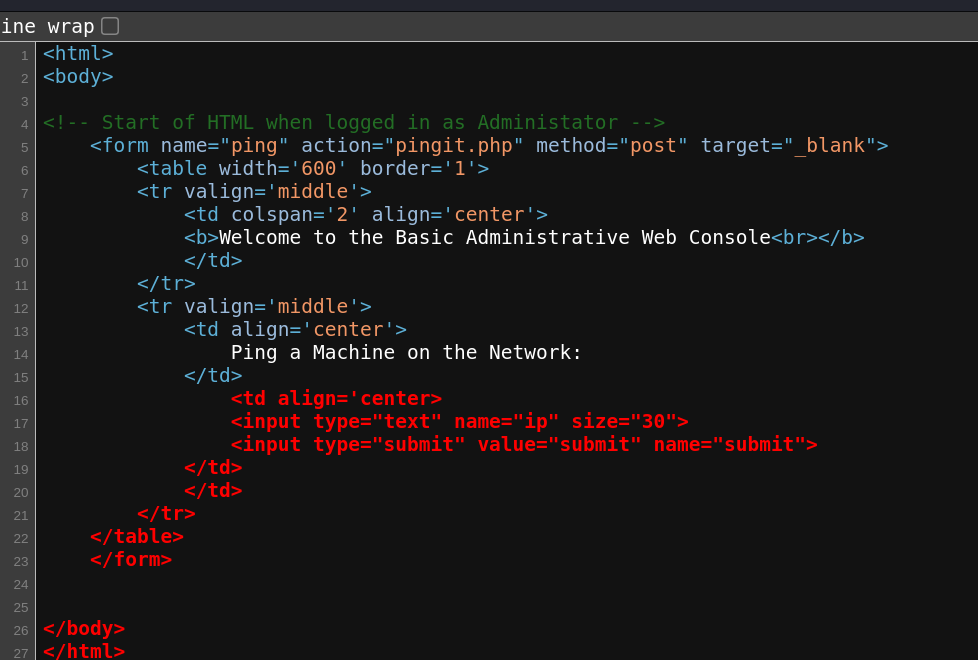 ine wrap
1 <html>
2 <body>
3
4 <!-- Start of HTML when logged in as Administator -->
5 <form name="ping" action="pingit.php" method="post" target="_blank">
6 <table width='600' border='1'>
7 <tr valign='middle'>
8 <td colspan='2' align='center'>
9 <b>Welcome to the Basic Administrative Web Console<br></b>
10 </td>
11 </tr>
12 <tr valign='middle'>
13 <td align='center'>
14 Ping a Machine on the Network:
15 </td>
16 <td align='center>
17 <input type="text" name="ip" size="30">
18 <input type="submit" value="submit" name="submit">
19 </td>
20 </td>
21 </tr>
22 </table>
23 </form>
24
25
26 </body>
27 </html>